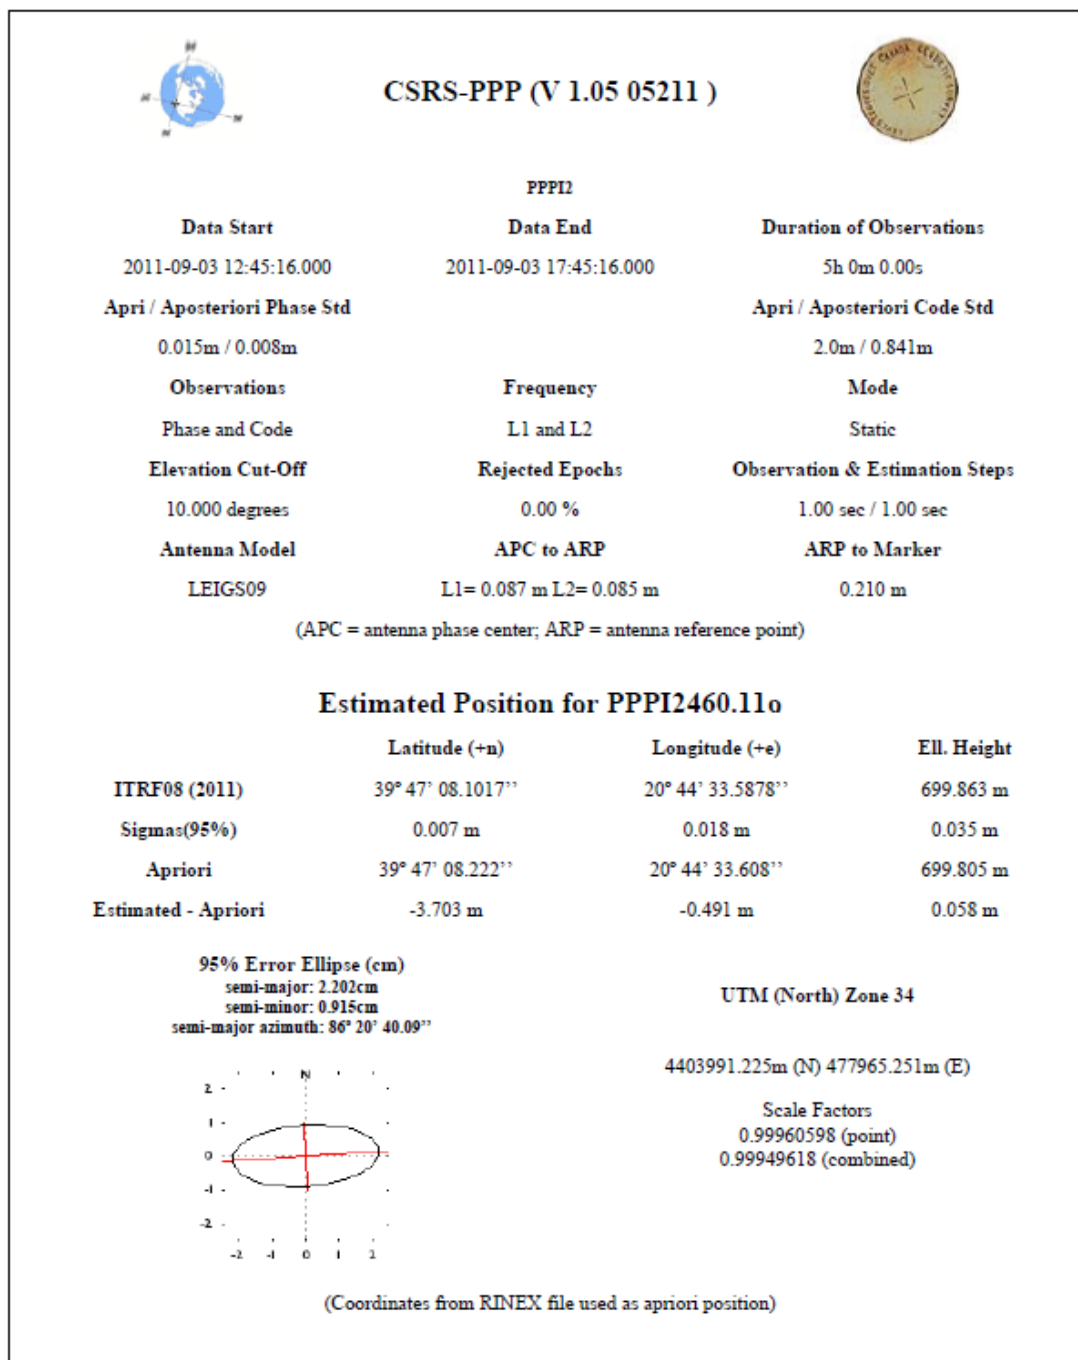 CSRS-PPP (V 1.05 05211 )
PPPI2
Data Start Data End Duration of Observations
2011-09-03 12:45:16.000 2011-09-03 17:45:16.000 5h 0m 0.00s
Apri / Aposteriori Phase Std Apri / Aposteriori Code Std
0.015m / 0.008m 2.0m / 0.841m
Observations Frequency Mode
Phase and Code L1 and L2 Static
Elevation Cut-Off Rejected Epochs Observation & Estimation Steps
10.000 degrees 0.00 % 1.00 sec / 1.00 sec
Antenna Model APC to ARP ARP to Marker
LEIGS09 L1= 0.087 m L2= 0.085 m 0.210 m
(APC = antenna phase center; ARP = antenna reference point)
Estimated Position for PPPI2460.11o
Latitude (+n) Longitude (+e) Ell. Height
ITRF08 (2011) 39° 47' 08.1017'' 20° 44' 33.5878'' 699.863 m
Sigmas(95%) 0.007 m 0.018 m 0.035 m
Apriori 39° 47' 08.222'' 20° 44' 33.608'' 699.805 m
Estimated - Apriori -3.703 m -0.491 m 0.058 m
95% Error Ellipse (cm)
semi-major: 2.202cm
semi-minor: 0.915cm
semi-major azimuth: 86° 20' 40.09''
UTM (North) Zone 34
4403991.225m (N) 477965.251m (E)
Scale Factors
0.99960598 (point)
0.99949618 (combined)
N
2
1
0
-1
-2
-2 -1 0 1 2
(Coordinates from RINEX file used as apriori position)